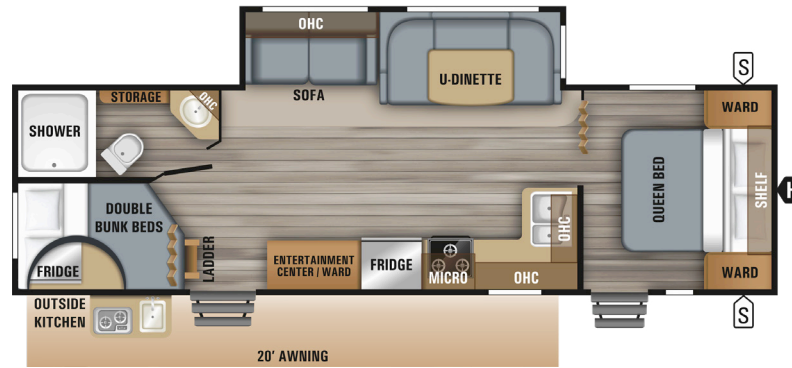 OHC
SOFA
U-DINETTE
STORAGE
OHC
SHOWER
S
WARD
QUEEN BED
SHELF
H
DOUBLE
BUNK BEDS
LADDER
FRIDGE
ENTERTAINMENT
CENTER / WARD
FRIDGE
MICRO
OHC
OHC
WARD
S
OUTSIDE
KITCHEN
20' AWNING